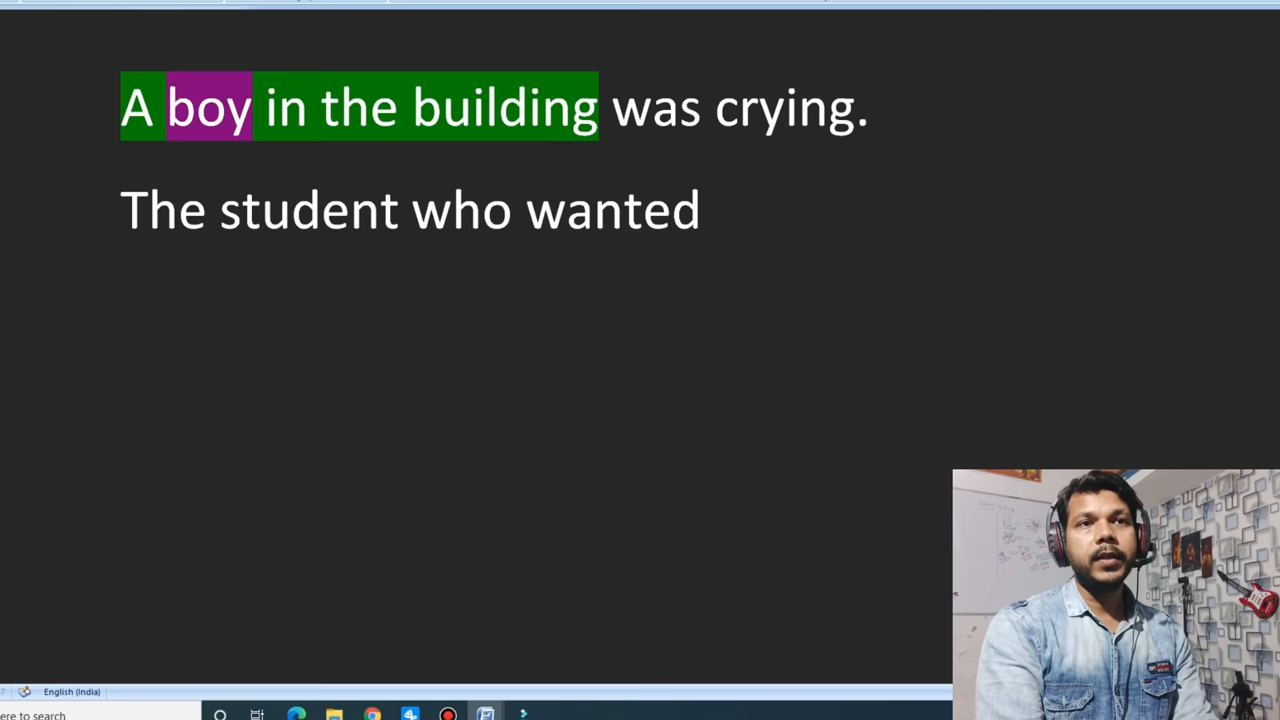 A boy in the building was crying.
The student who wanted
English (India)
ere to search